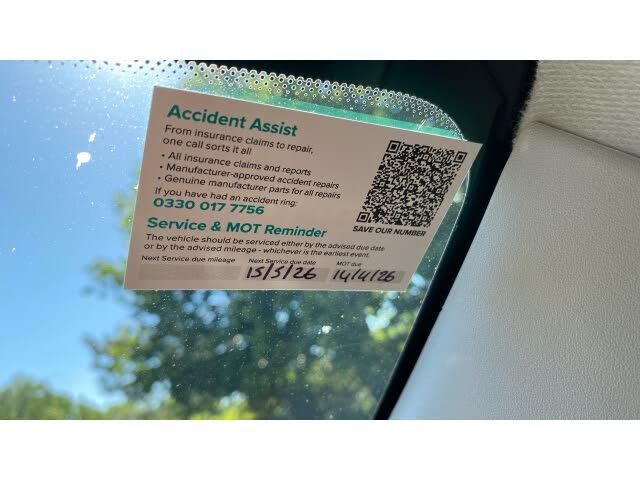 Accident Assist
From insurance claims to repair,
one call sorts it all
• All insurance claims and reports
• Manufacturer-approved accident repairs
• Genuine manufacturer parts for all repairs
If you have had an accident ring:
0330 017 7756
SAVE OUR NUMBER
Service & MOT Reminder
The vehicle should be serviced either by the advised due date
or by the advised mileage - whichever is the earliest event.
Next Service due mileage Next Service due date MOT due
15/5/26 14/4/26